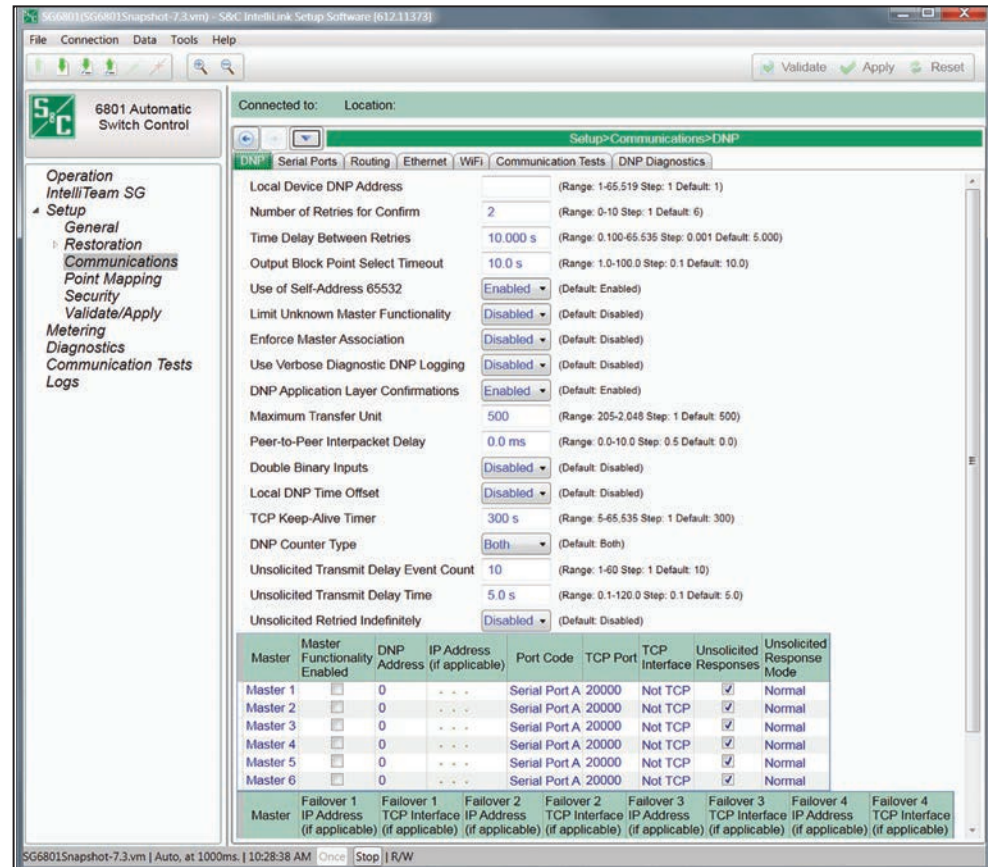 SG6801(SG6801Snapshot-7.3.vm) - S&C IntelliLink Setup Software [612.11373]
File Connection Data Tools Help
Validate Apply Reset
S&C
6801 Automatic
Switch Control
Connected to: Location:
Setup>Communications>DNP
DNP Serial Ports Routing Ethernet WiFi Communication Tests DNP Diagnostics
Operation
IntelliTeam SG
Setup
General
Restoration
Communications
Point Mapping
Security
Validate/Apply
Metering
Diagnostics
Communication Tests
Logs
Local Device DNP Address (Range: 1-65,519 Step: 1 Default: 1)
Number of Retries for Confirm 2 (Range: 0-10 Step: 1 Default: 6)
Time Delay Between Retries 10.000 s (Range: 0.100-65.535 Step: 0.001 Default: 5.000)
Output Block Point Select Timeout 10.0 s (Range: 1.0-100.0 Step: 0.1 Default: 10.0)
Use of Self-Address 65532 Enabled (Default: Enabled)
Limit Unknown Master Functionality Disabled (Default: Disabled)
Enforce Master Association Disabled (Default: Disabled)
Use Verbose Diagnostic DNP Logging Disabled (Default: Disabled)
DNP Application Layer Confirmations Enabled (Default: Enabled)
Maximum Transfer Unit 500 (Range: 205-2,048 Step: 1 Default: 500)
Peer-to-Peer Interpacket Delay 0.0 ms (Range: 0.0-10.0 Step: 0.5 Default: 0.0)
Double Binary Inputs Disabled (Default: Disabled)
Local DNP Time Offset Disabled (Default: Disabled)
TCP Keep-Alive Timer 300 s (Range: 5-65,535 Step: 1 Default: 300)
DNP Counter Type Both (Default: Both)
Unsolicited Transmit Delay Event Count 10 (Range: 1-60 Step: 1 Default: 10)
Unsolicited Transmit Delay Time 5.0 s (Range: 0.1-120.0 Step: 0.1 Default: 5.0)
Unsolicited Retried Indefinitely Disabled (Default: Disabled)
Master Master Functionality Enabled DNP Address IP Address (if applicable) Port Code TCP Port TCP Interface Unsolicited Responses Unsolicited Response Mode
Master 1 0 . . . Serial Port A 20000 Not TCP Normal
Master 2 0 . . . Serial Port A 20000 Not TCP Normal
Master 3 0 . . . Serial Port A 20000 Not TCP Normal
Master 4 0 . . . Serial Port A 20000 Not TCP Normal
Master 5 0 . . . Serial Port A 20000 Not TCP Normal
Master 6 0 . . . Serial Port A 20000 Not TCP Normal
Master Failover 1 IP Address (if applicable) Failover 1 TCP Interface (if applicable) Failover 2 IP Address (if applicable) Failover 2 TCP Interface (if applicable) Failover 3 IP Address (if applicable) Failover 3 TCP Interface (if applicable) Failover 4 IP Address (if applicable) Failover 4 TCP Interface (if applicable)
SG6801Snapshot-7.3.vm | Auto, at 1000ms. | 10:28:38 AM Once Stop | R/W